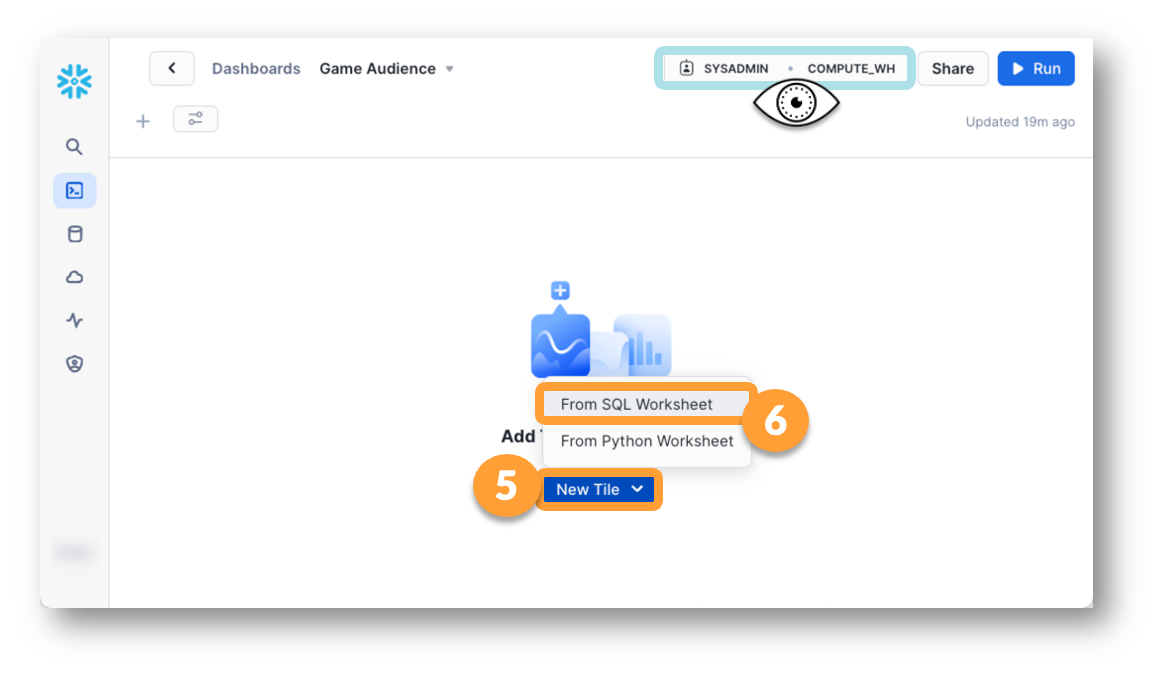 Dashboards Game Audience SYSADMIN • COMPUTE_WH Share Run
Updated 19m ago
From SQL Worksheet 6
Add
From Python Worksheet
5 New Tile